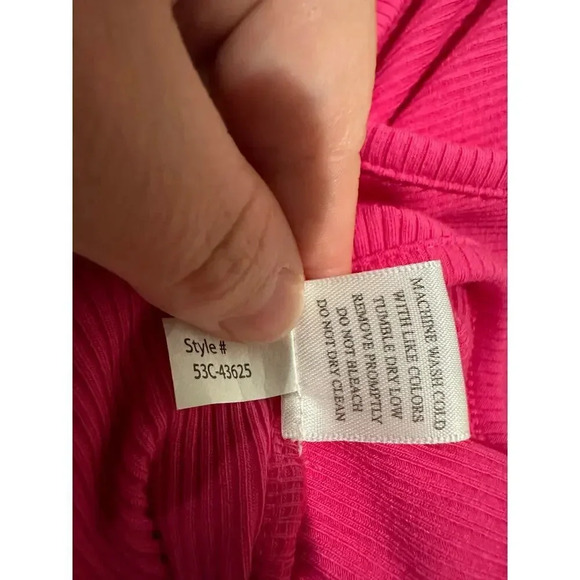 Style #
53C-43625
MACHINE WASH COLD
WITH LIKE COLORS
TUMBLE DRY LOW
REMOVE PROMPTLY
DO NOT BLEACH
DO NOT DRY CLEAN